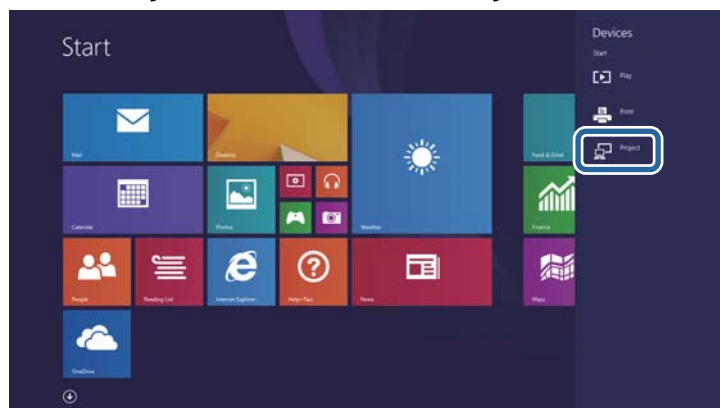 Start
Devices
Start
Play
Print
Project
Mail
Desktop
Food & Drink
Calendar
Photos
Weather
Finance
People
Reading List
Internet Explorer
Help+Tips
News
Maps
OneDrive